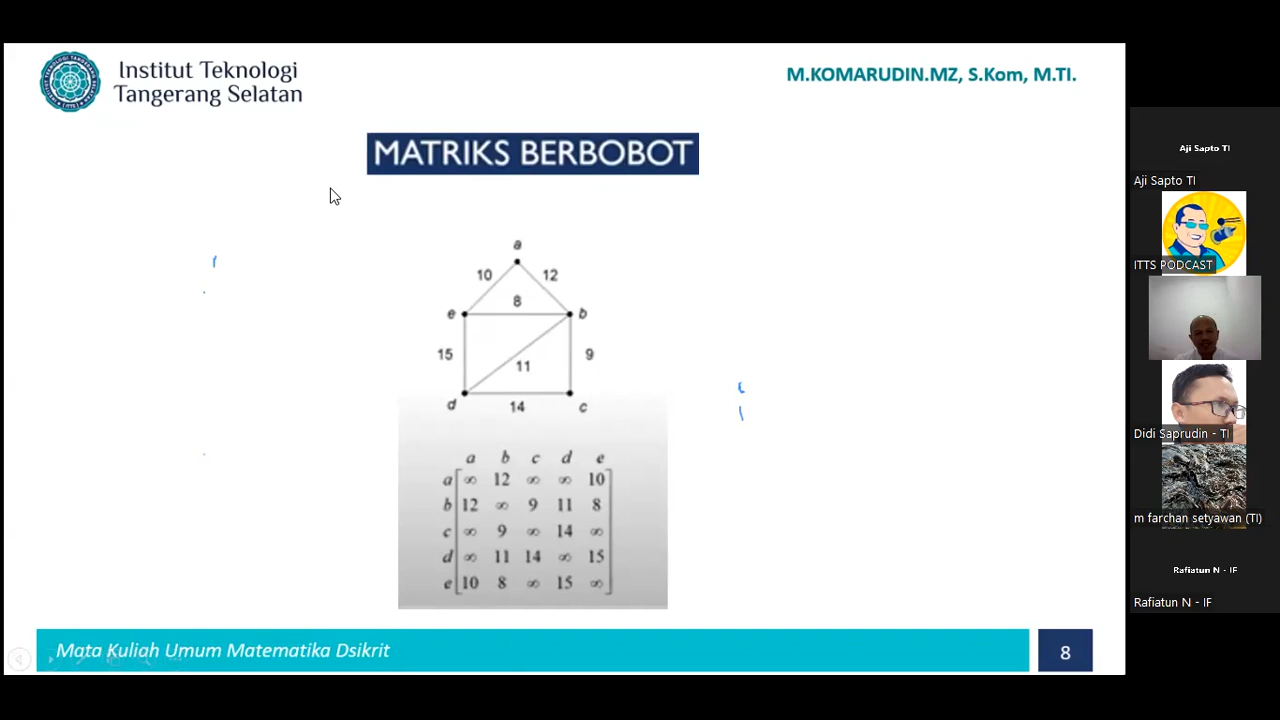 Institut Teknologi
Tangerang Selatan
M.KOMARUDIN.MZ, S.Kom, M.TI.
MATRIKS BERBOBOT
a
10 12
8
e b
15 9
11
d c
14
a b c d e
a ∞ 12 ∞ ∞ 10
b 12 ∞ 9 11 8
c ∞ 9 ∞ 14 ∞
d ∞ 11 14 ∞ 15
e 10 8 ∞ 15 ∞
Mata Kuliah Umum Matematika Dsikrit
8
Aji Sapto TI
Aji Sapto TI
ITTS PODCAST
Didi Saprudin - TI
m farchan setyawan (TI)
Rafiatun N - IF
Rafiatun N - IF